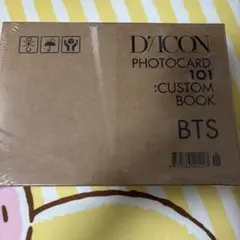 D/ICON
PHOTOCARD
101
:CUSTOM
BOOK
BTS